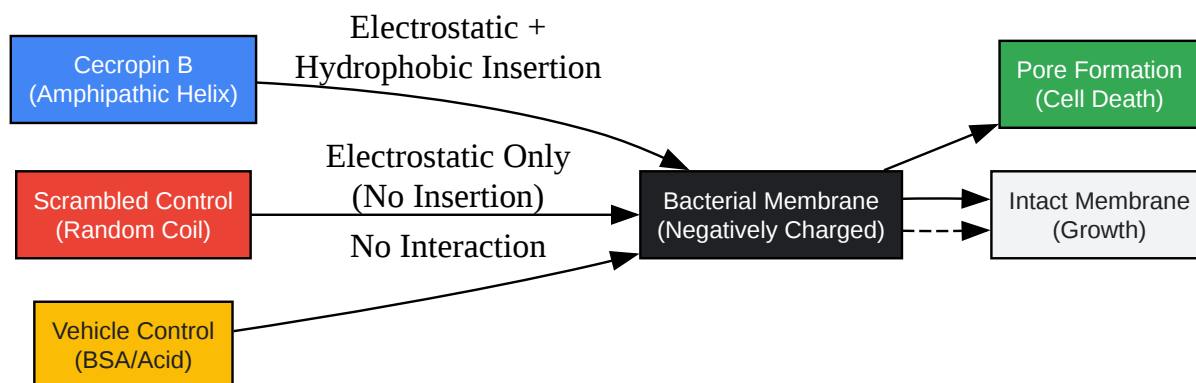 Cecropin B
(Amphipathic Helix)
Electrostatic +
Hydrophobic Insertion
Pore Formation
(Cell Death)
Scrambled Control
(Random Coil)
Electrostatic Only
(No Insertion)
Bacterial Membrane
(Negatively Charged)
Intact Membrane
(Growth)
No Interaction
Vehicle Control
(BSA/Acid)